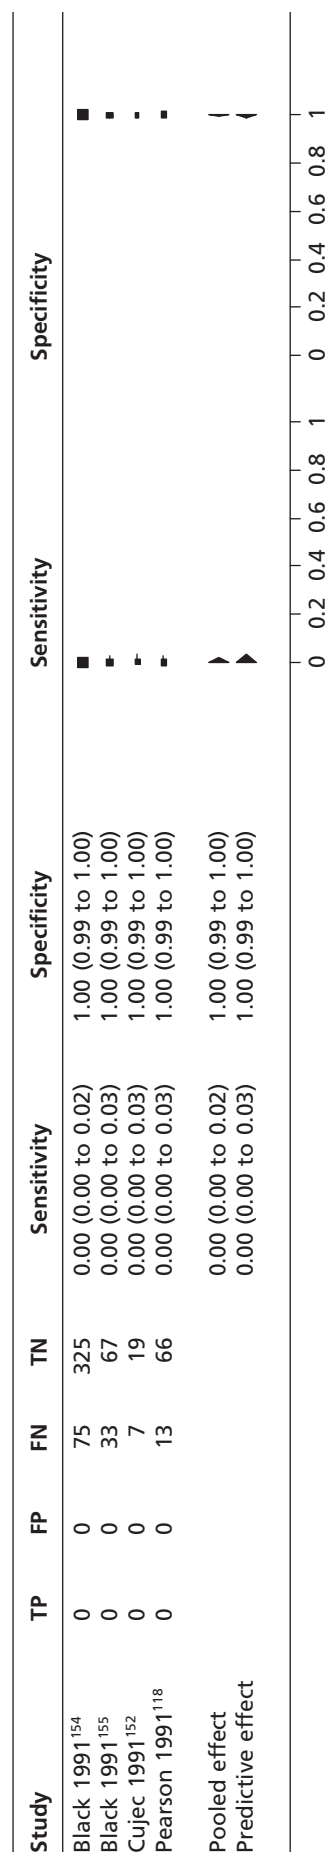 Study TP FP FN TN Sensitivity Specificity Sensitivity Specificity
Black 1991¹⁵⁴ 0 0 75 325 0.00 (0.00 to 0.02) 1.00 (0.99 to 1.00)
Black 1991¹⁵⁵ 0 0 33 67 0.00 (0.00 to 0.03) 1.00 (0.99 to 1.00)
Cujec 1991¹⁵² 0 0 7 19 0.00 (0.00 to 0.03) 1.00 (0.99 to 1.00)
Pearson 1991¹¹⁸ 0 0 13 66 0.00 (0.00 to 0.03) 1.00 (0.99 to 1.00)
Pooled effect 0.00 (0.00 to 0.02) 1.00 (0.99 to 1.00)
Predictive effect 0.00 (0.00 to 0.03) 1.00 (0.99 to 1.00)
0 0.2 0.4 0.6 0.8 1 0 0.2 0.4 0.6 0.8 1